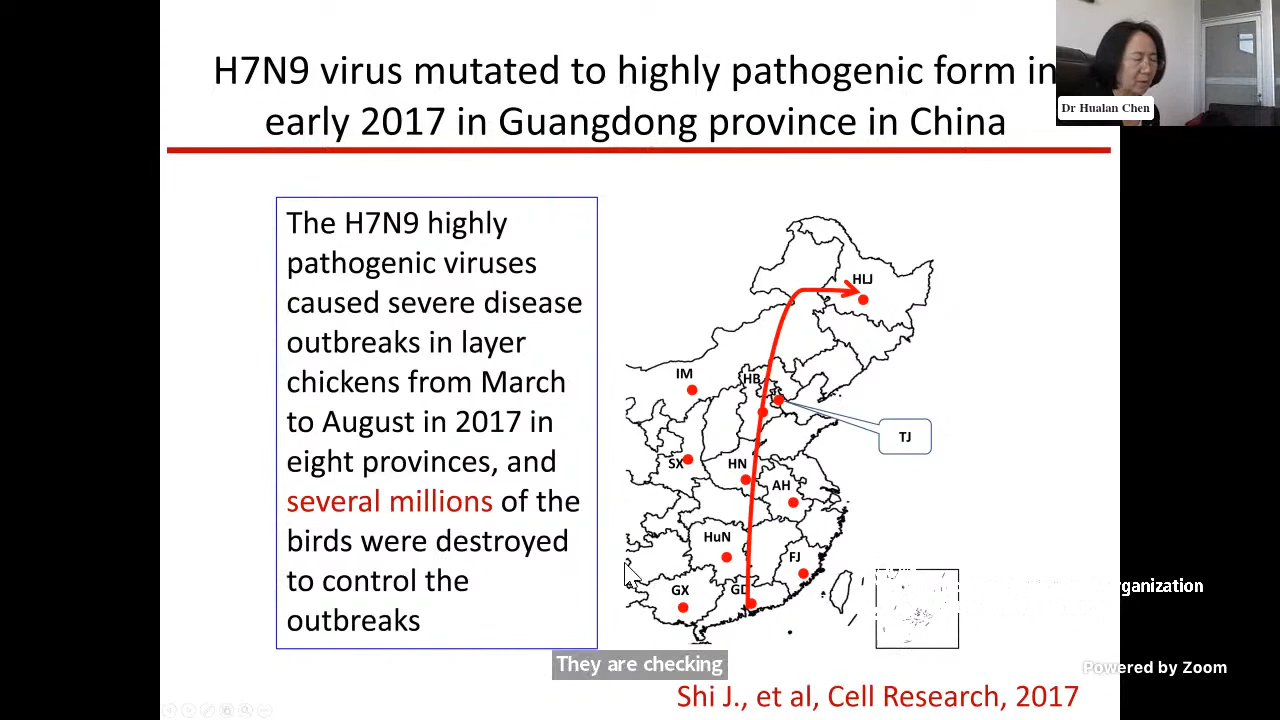 H7N9 virus mutated to highly pathogenic form in
early 2017 in Guangdong province in China
Dr Hualan Chen
The H7N9 highly
pathogenic viruses
caused severe disease
outbreaks in layer
chickens from March
to August in 2017 in
eight provinces, and
several millions of the
birds were destroyed
to control the
outbreaks
HLJ
IM
HB
TJ
SX
HN
AH
HuN
FJ
GX
GD
rganization
They are checking
Powered by Zoom
Shi J., et al, Cell Research, 2017